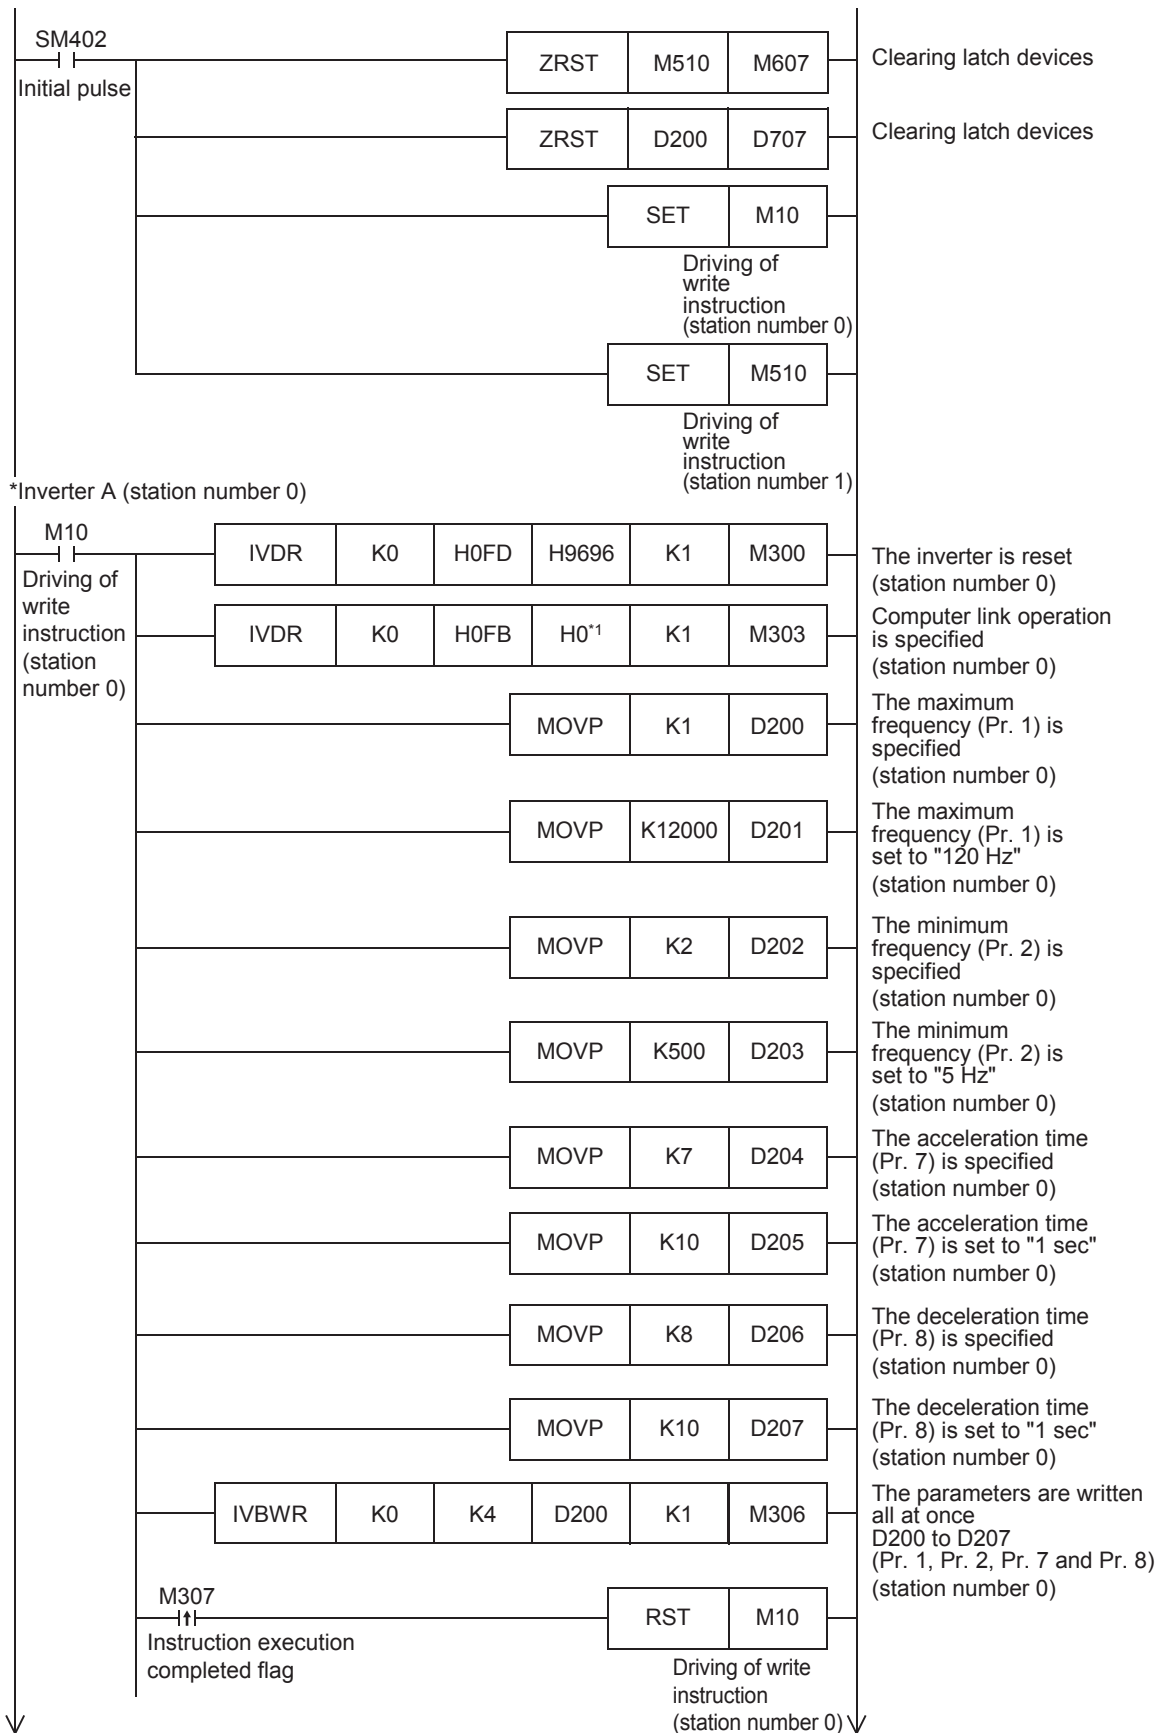 SM402
Initial pulse
ZRST M510 M607
Clearing latch devices
ZRST D200 D707
Clearing latch devices
SET M10
Driving of
write
instruction
(station number 0)
SET M510
Driving of
write
instruction
(station number 1)
*Inverter A (station number 0)
M10
Driving of
write
instruction
(station
number 0)
IVDR K0 H0FD H9696 K1 M300
The inverter is reset
(station number 0)
IVDR K0 H0FB H0*1 K1 M303
Computer link operation
is specified
(station number 0)
MOVP K1 D200
The maximum
frequency (Pr. 1) is
specified
(station number 0)
MOVP K12000 D201
The maximum
frequency (Pr. 1) is
set to "120 Hz"
(station number 0)
MOVP K2 D202
The minimum
frequency (Pr. 2) is
specified
(station number 0)
MOVP K500 D203
The minimum
frequency (Pr. 2) is
set to "5 Hz"
(station number 0)
MOVP K7 D204
The acceleration time
(Pr. 7) is specified
(station number 0)
MOVP K10 D205
The acceleration time
(Pr. 7) is set to "1 sec"
(station number 0)
MOVP K8 D206
The deceleration time
(Pr. 8) is specified
(station number 0)
MOVP K10 D207
The deceleration time
(Pr. 8) is set to "1 sec"
(station number 0)
IVBWR K0 K4 D200 K1 M306
The parameters are written
all at once
D200 to D207
(Pr. 1, Pr. 2, Pr. 7 and Pr. 8)
(station number 0)
M307
Instruction execution
completed flag
RST M10
Driving of write
instruction
(station number 0)